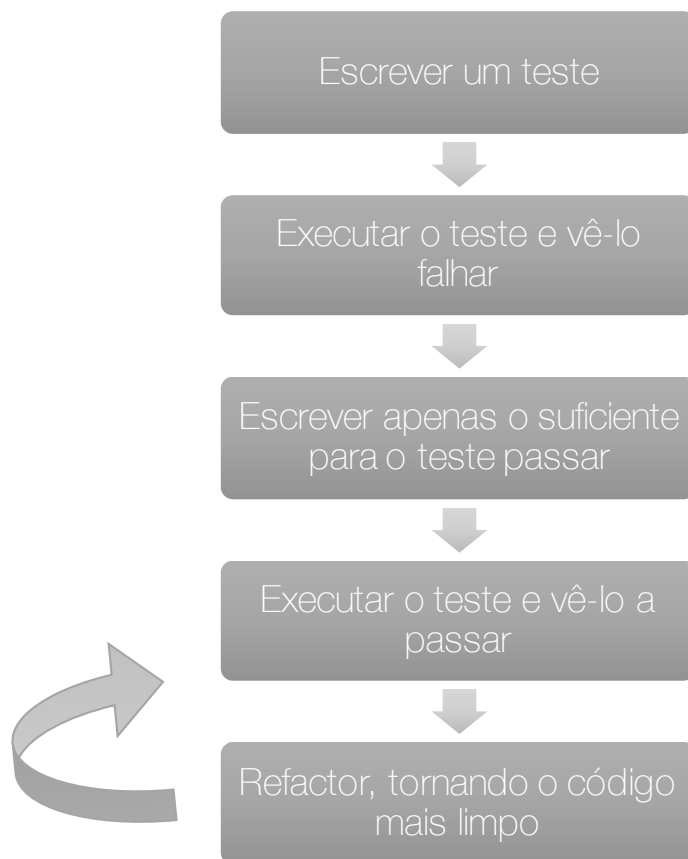 Escrever um teste
Executar o teste e vê-lo
falhar
Escrever apenas o suficiente
para o teste passar
Executar o teste e vê-lo a
passar
Refactor, tornando o código
mais limpo